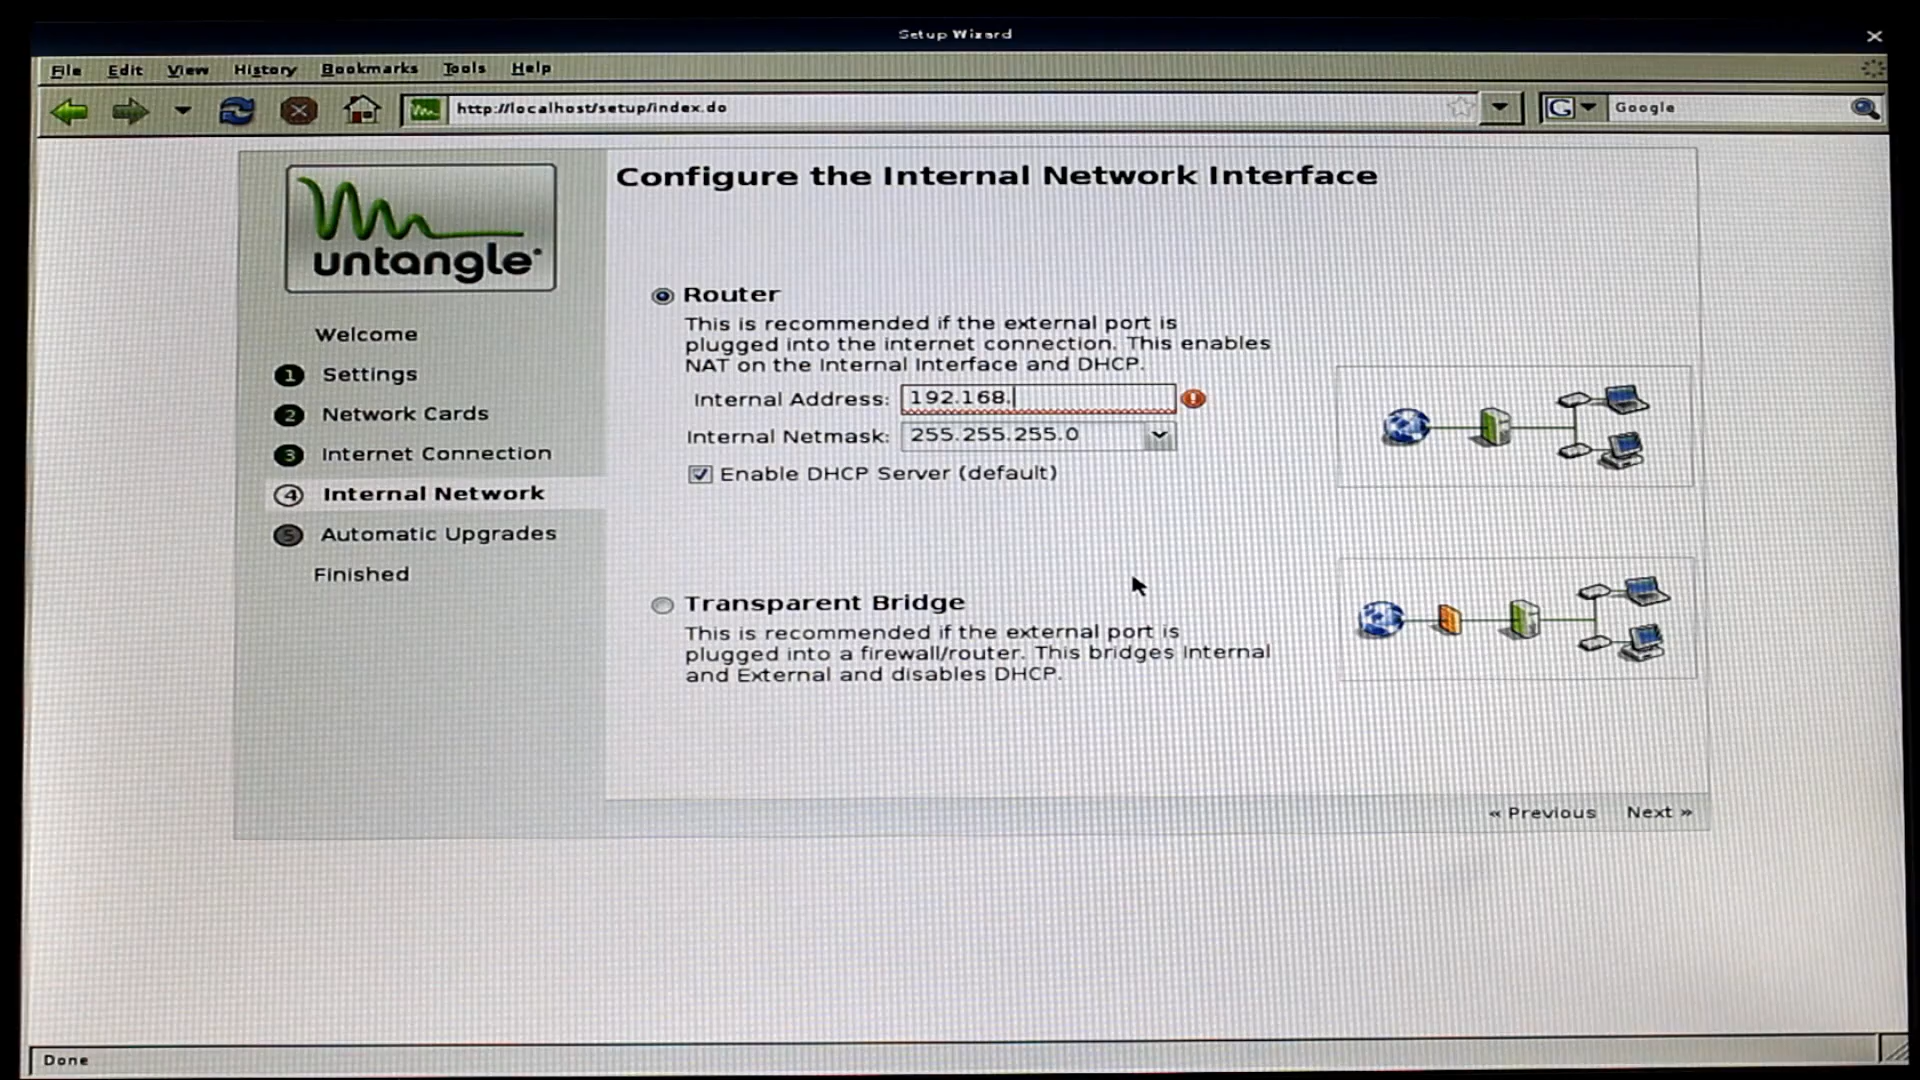 Setup Wizard
File Edit View History Bookmarks Tools Help
http://localhost/setup/index.do
G
Google
untangle
Welcome
1 Settings
2 Network Cards
3 Internet Connection
4 Internal Network
5 Automatic Upgrades
Finished
Configure the Internal Network Interface
Router
This is recommended if the external port is
plugged into the internet connection. This enables
NAT on the Internal Interface and DHCP.
Internal Address: 192.168.
Internal Netmask: 255.255.255.0
Enable DHCP Server (default)
Transparent Bridge
This is recommended if the external port is
plugged into a firewall/router. This bridges Internal
and External and disables DHCP.
« Previous Next »
Done